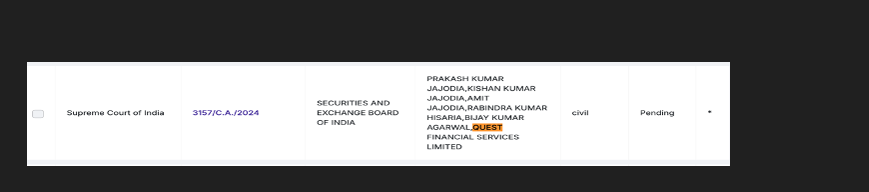 Supreme Court of India
3157/C.A./2024
SECURITIES AND
EXCHANGE BOARD
OF INDIA
PRAKASH KUMAR
JAJODIA,KISHAN KUMAR
JAJODIA,AMIT
JAJODIA,RABINDRA KUMAR
HISARIA,BIJAY KUMAR
AGARWAL,QUEST
FINANCIAL SERVICES
LIMITED
civil
Pending
*